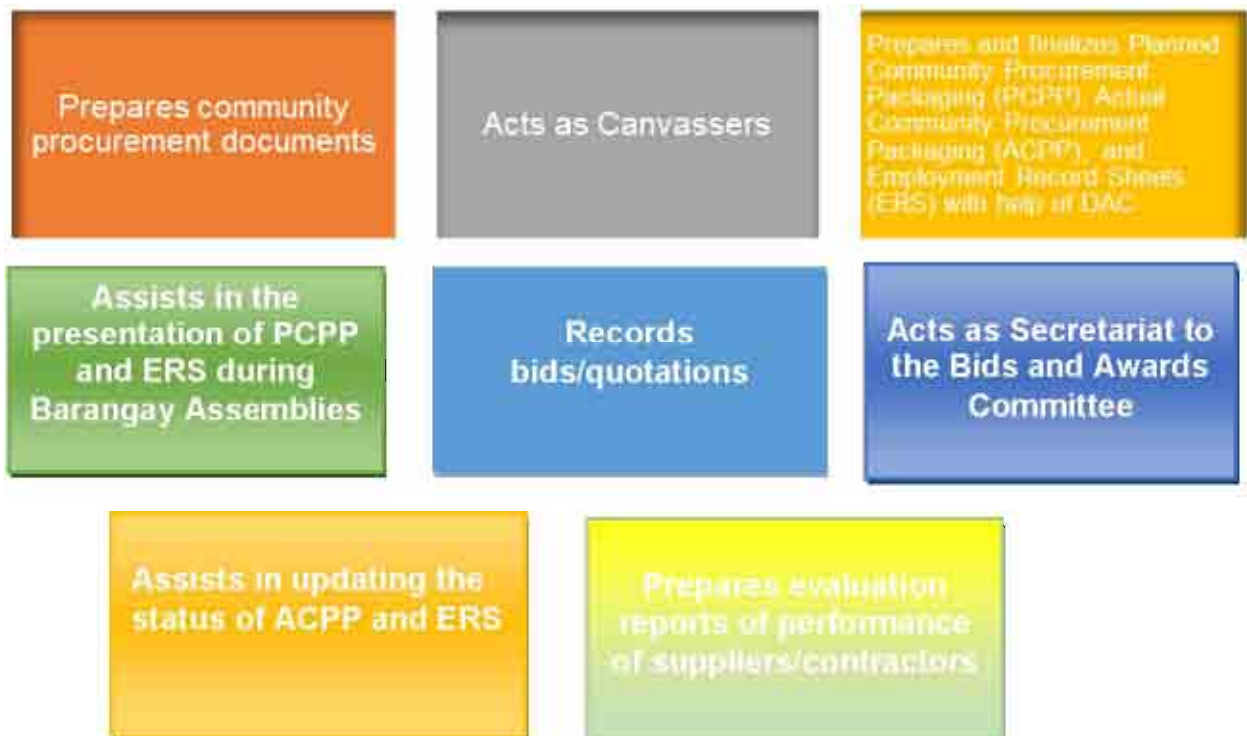 Prepares community
procurement documents
Acts as Canvassers
Prepares and finalizes Planned
Community Procurement
Packaging (PCPP), Actual
Community Procurement
Packaging (ACPP), and
Employment Record Sheets
(ERS) with help of DAC
Assists in the
presentation of PCPP
and ERS during
Barangay Assemblies
Records
bids/quotations
Acts as Secretariat to
the Bids and Awards
Committee
Assists in updating the
status of ACPP and ERS
Prepares evaluation
reports of performance
of suppliers/contractors